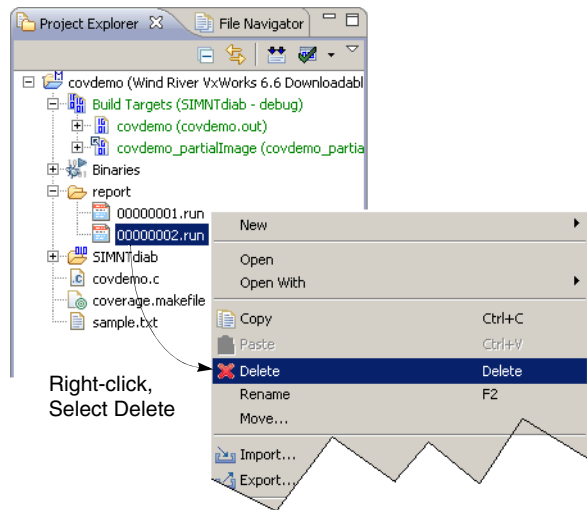 Project Explorer
File Navigator
covdemo (Wind River VxWorks 6.6 Downloadabl
Build Targets (SIMNTdiab - debug)
covdemo (covdemo.out)
covdemo_partialImage (covdemo_partia
Binaries
report
00000001.run
00000002.run
SIMNTdiab
covdemo.c
coverage.makefile
sample.txt
Right-click,
Select Delete
New
Open
Open With
Copy Ctrl+C
Paste Ctrl+V
Delete Delete
Rename F2
Move...
Import...
Export...